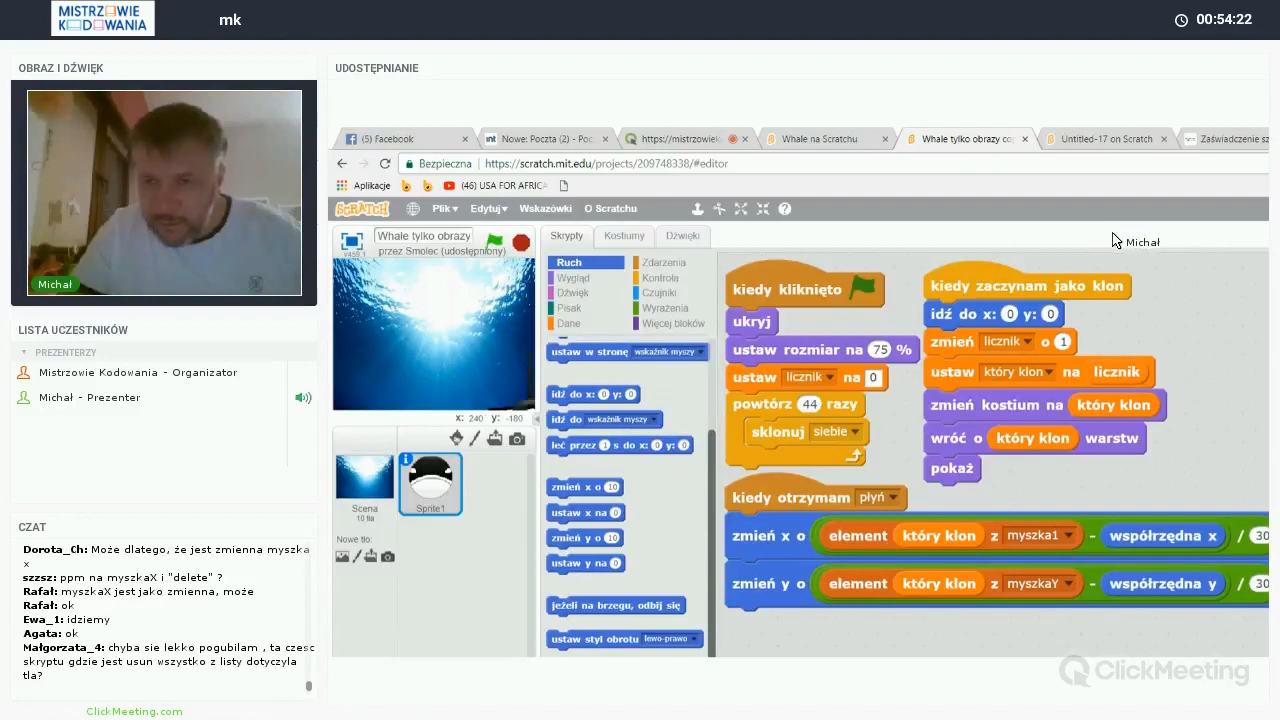 MISTRZOWIE
KODOWANIA
mk
00:54:22
OBRAZ I DŹWIĘK
Michał
LISTA UCZESTNIKÓW
PREZENTERZY
Mistrzowie Kodowania - Organizator
Michał - Prezenter
CZAT
Dorota_Ch: Może dlatego, że jest zmienna myszka
x
szzsz: ppm na myszkaX i "delete" ?
Rafał: myszkaX jest jako zmienna, może
Rafał: ok
Ewa_1: idziemy
Agata: ok
Małgorzata_4: chyba sie lekko pogubilam , ta czesc
skryptu gdzie jest usun wszystko z listy dotyczyla
tla?
ClickMeeting.com
UDOSTĘPNIANIE
(5) Facebook
Nowe: Poczta (2) - Poc
https://mistrzowiek
Whale na Scratchu
Whale tylko obrazy co
Untitled-17 on Scratch
Zaświadczenie sz
Bezpieczna | https://scratch.mit.edu/projects/209748338/#editor
Aplikacje
(46) USA FOR AFRICA
SCRATCH
Plik▾ Edytuj▾ Wskazówki O Scratchu
Whale tylko obrazy
przez Smolec (udostępniony)
v459.1
x: 240 y: -180
Scena
10 tła
Sprite1
Nowe tło:
Skrypty Kostiumy Dźwięki
Ruch Zdarzenia
Wygląd Kontrola
Dźwięk Czujniki
Pisak Wyrażenia
Dane Więcej bloków
ustaw w stronę wskaźnik myszy
idź do x: 0 y: 0
idź do wskaźnik myszy
leć przez 1 s do x: 0 y: 0
zmień x o 10
ustaw x na 0
zmień y o 10
ustaw y na 0
jeżeli na brzegu, odbij się
ustaw styl obrotu lewo-prawo
Michał
kiedy kliknięto
ukryj
ustaw rozmiar na 75 %
ustaw licznik na 0
powtórz 44 razy
sklonuj siebie
kiedy zaczynam jako klon
idź do x: 0 y: 0
zmień licznik o 1
ustaw który klon na licznik
zmień kostium na który klon
wróć o który klon warstw
pokaż
kiedy otrzymam płyń
zmień x o element który klon z myszka1 - współrzędna x / 30
zmień y o element który klon z myszkaY - współrzędna y / 30
ClickMeeting